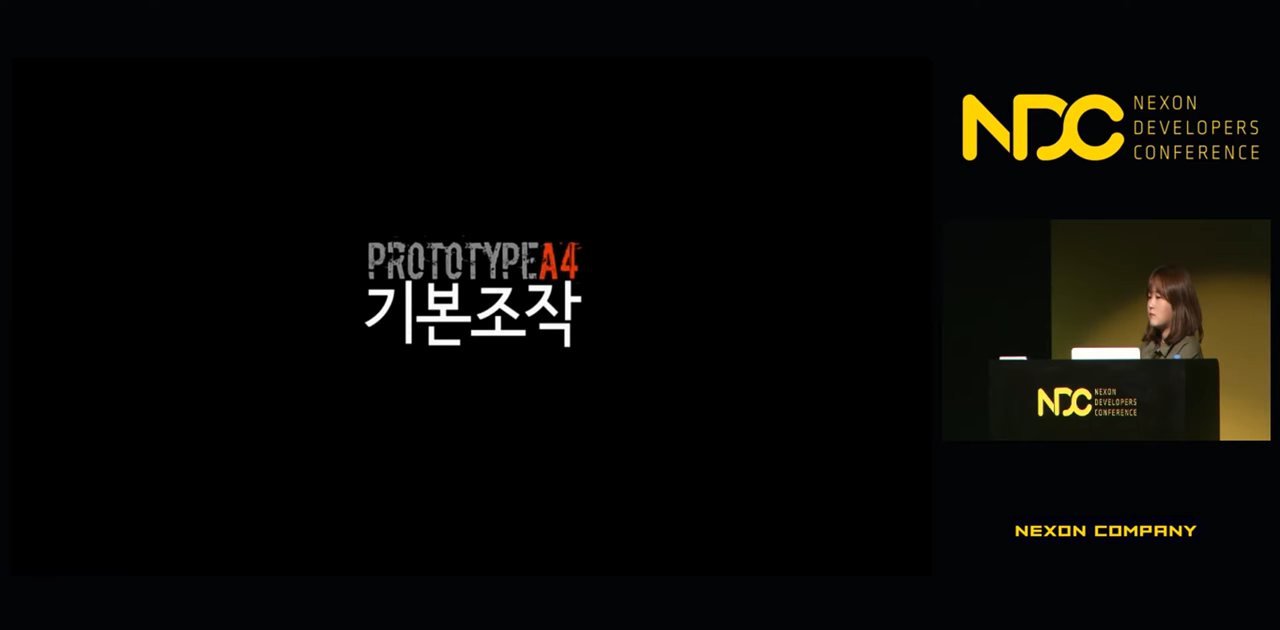 PROTOTYPEA4
기본조작
NDC
NEXON
DEVELOPERS
CONFERENCE
NDC
NEXON
DEVELOPERS
CONFERENCE
NEXON COMPANY